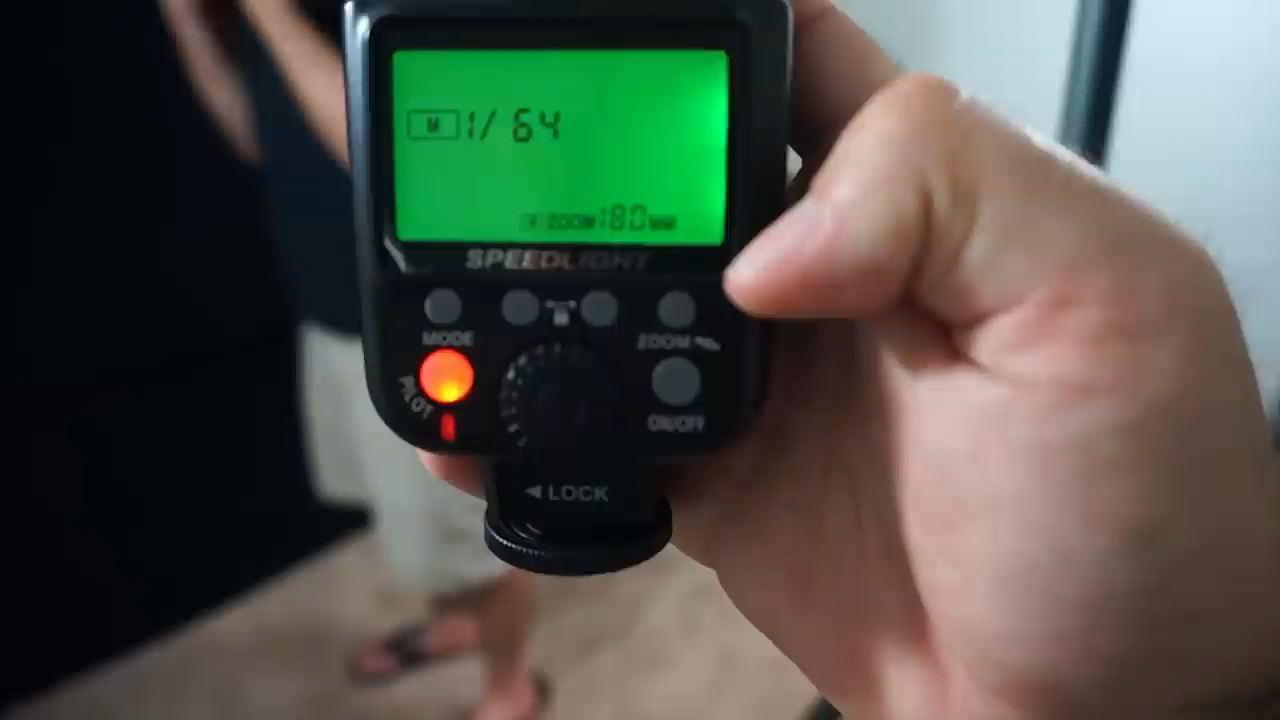 M 1/ 64
M ZOOM:80mm
SPEEDLIGHT
MODE
ZOOM
PILOT
ON/OFF
◄LOCK